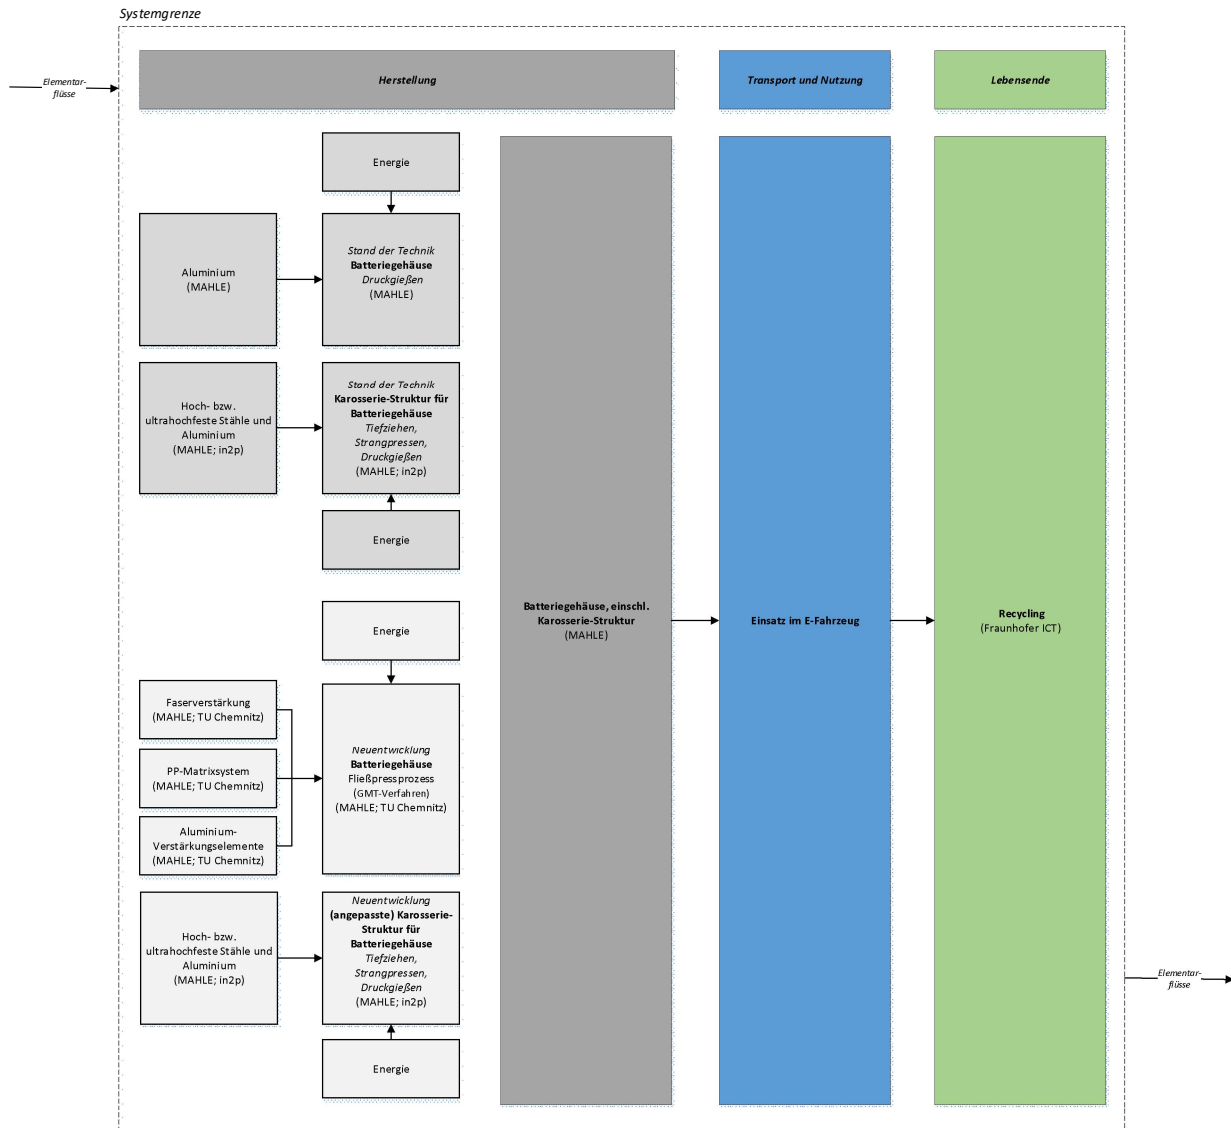 Systemgrenze
Elementar-
flüsse
Herstellung
Transport und Nutzung
Lebensende
Energie
Aluminium
(MAHLE)
Stand der Technik
Batteriegehäuse
Druckgießen
(MAHLE)
Hoch- bzw.
ultrahochfeste Stähle und
Aluminium
(MAHLE; in2p)
Stand der Technik
Karosserie-Struktur für
Batteriegehäuse
Tiefziehen,
Strangpressen,
Druckgießen
(MAHLE; in2p)
Energie
Energie
Faserverstärkung
(MAHLE; TU Chemnitz)
PP-Matrixsystem
(MAHLE; TU Chemnitz)
Aluminium-
Verstärkungselemente
(MAHLE; TU Chemnitz)
Neuentwicklung
Batteriegehäuse
Fließpressprozess
(GMT-Verfahren)
(MAHLE; TU Chemnitz)
Hoch- bzw.
ultrahochfeste Stähle und
Aluminium
(MAHLE; in2p)
Neuentwicklung
(angepasste) Karosserie-
Struktur für
Batteriegehäuse
Tiefziehen,
Strangpressen,
Druckgießen
(MAHLE; in2p)
Energie
Batteriegehäuse, einschl.
Karosserie-Struktur
(MAHLE)
Einsatz im E-Fahrzeug
Recycling
(Fraunhofer ICT)
Elementar-
flüsse